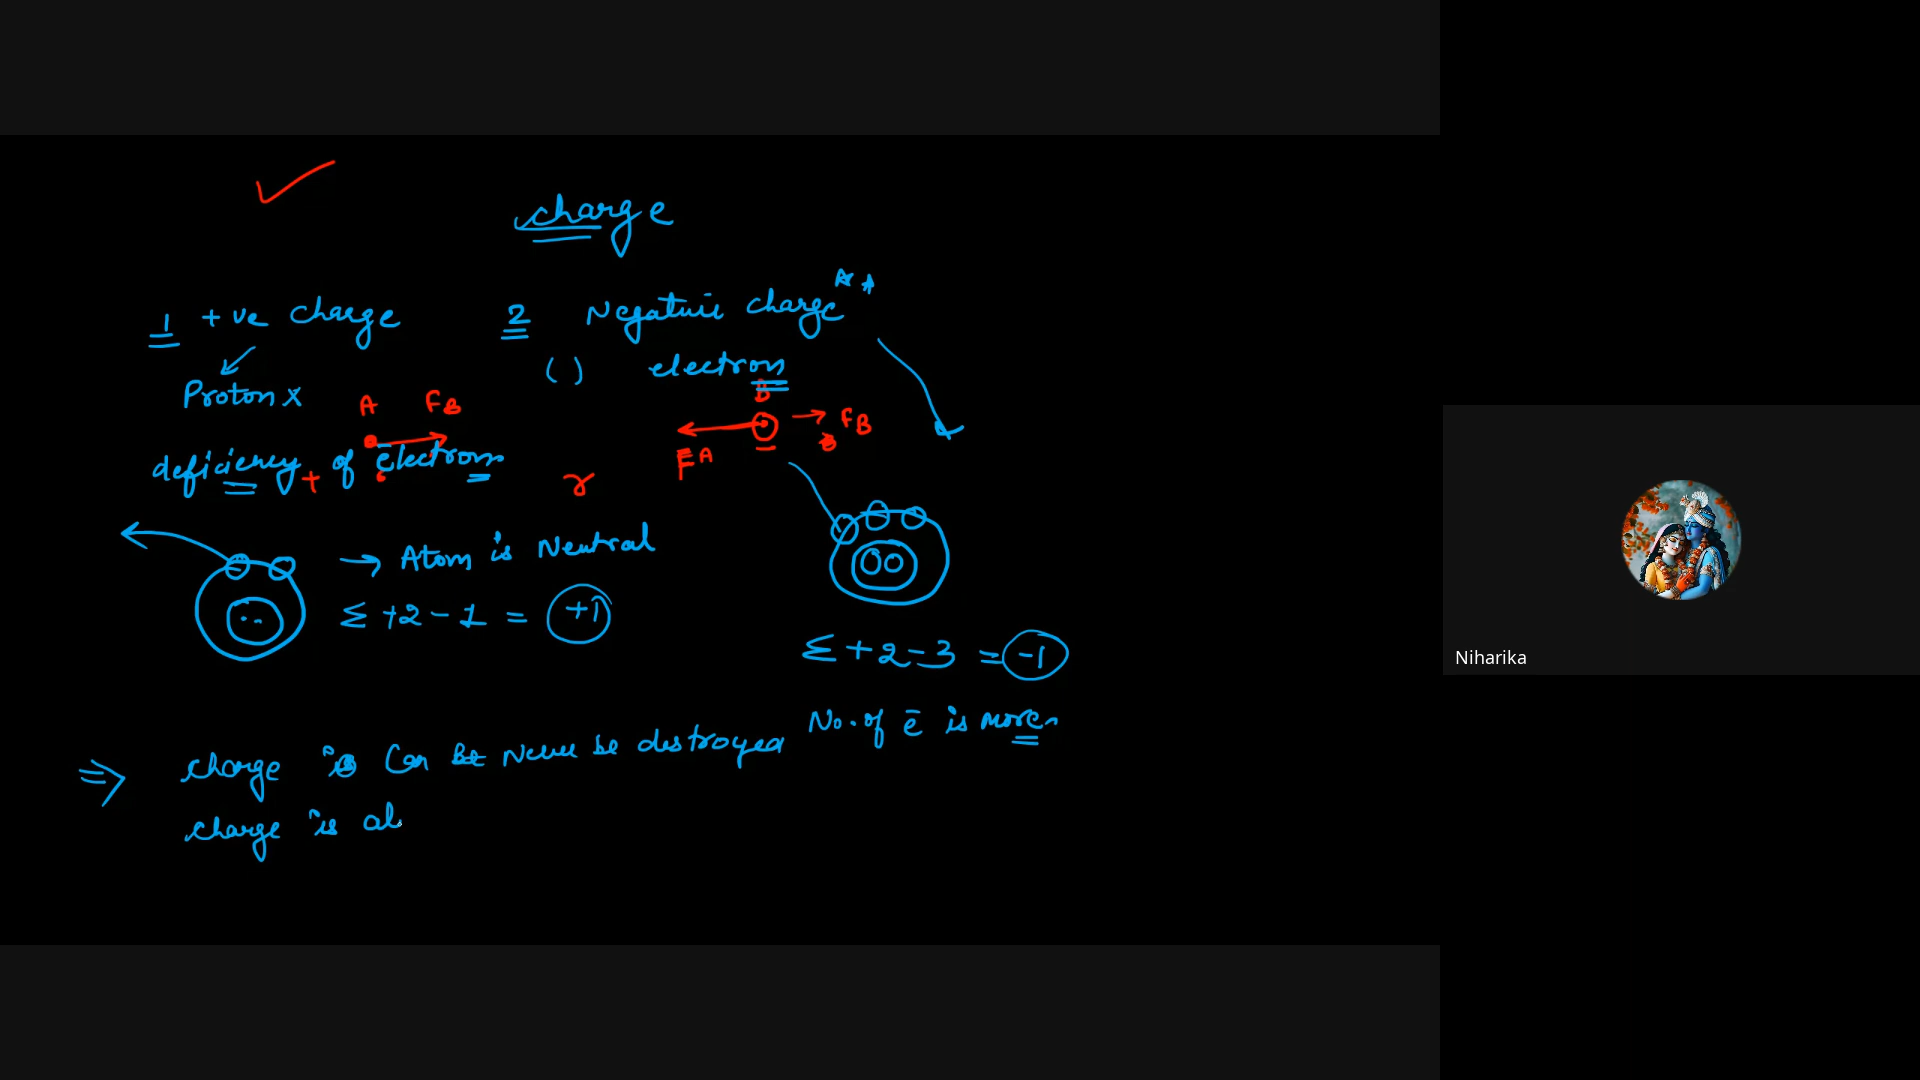 charge
1 +ve charge
2 Negative charge
Proton x
( ) electron
A FB
B
FB
B
FA
deficiency of electrons
+
r
→ Atom is Neutral
Σ +2 - 1 = +1
Σ +2 - 3 = -1
No. of e is more
⇒ charge is Can Be Never be destroyed
charge is al
Niharika